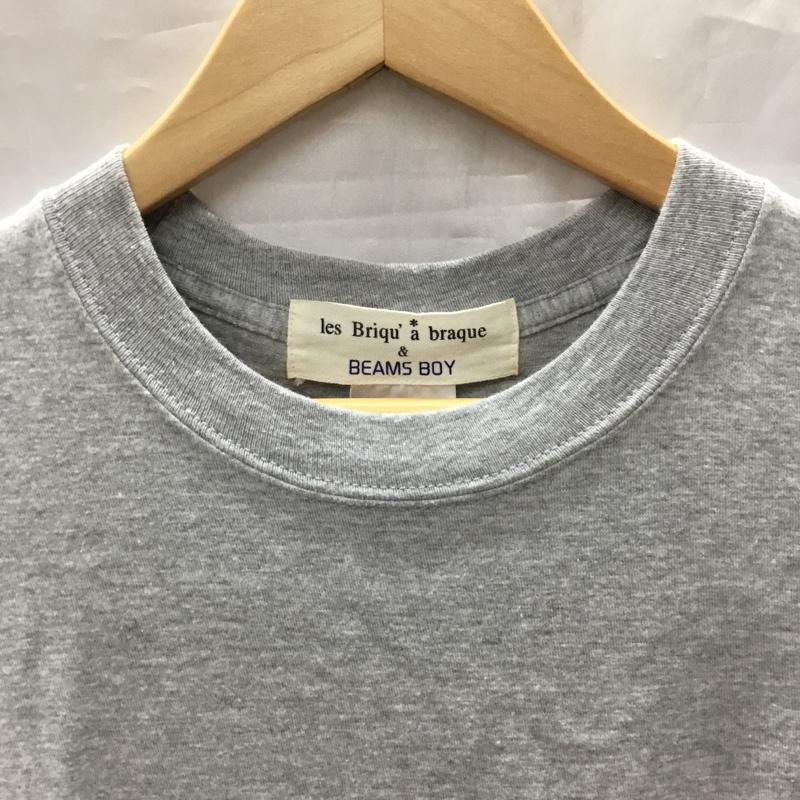 les Briqu' à braque
&
BEAMS BOY